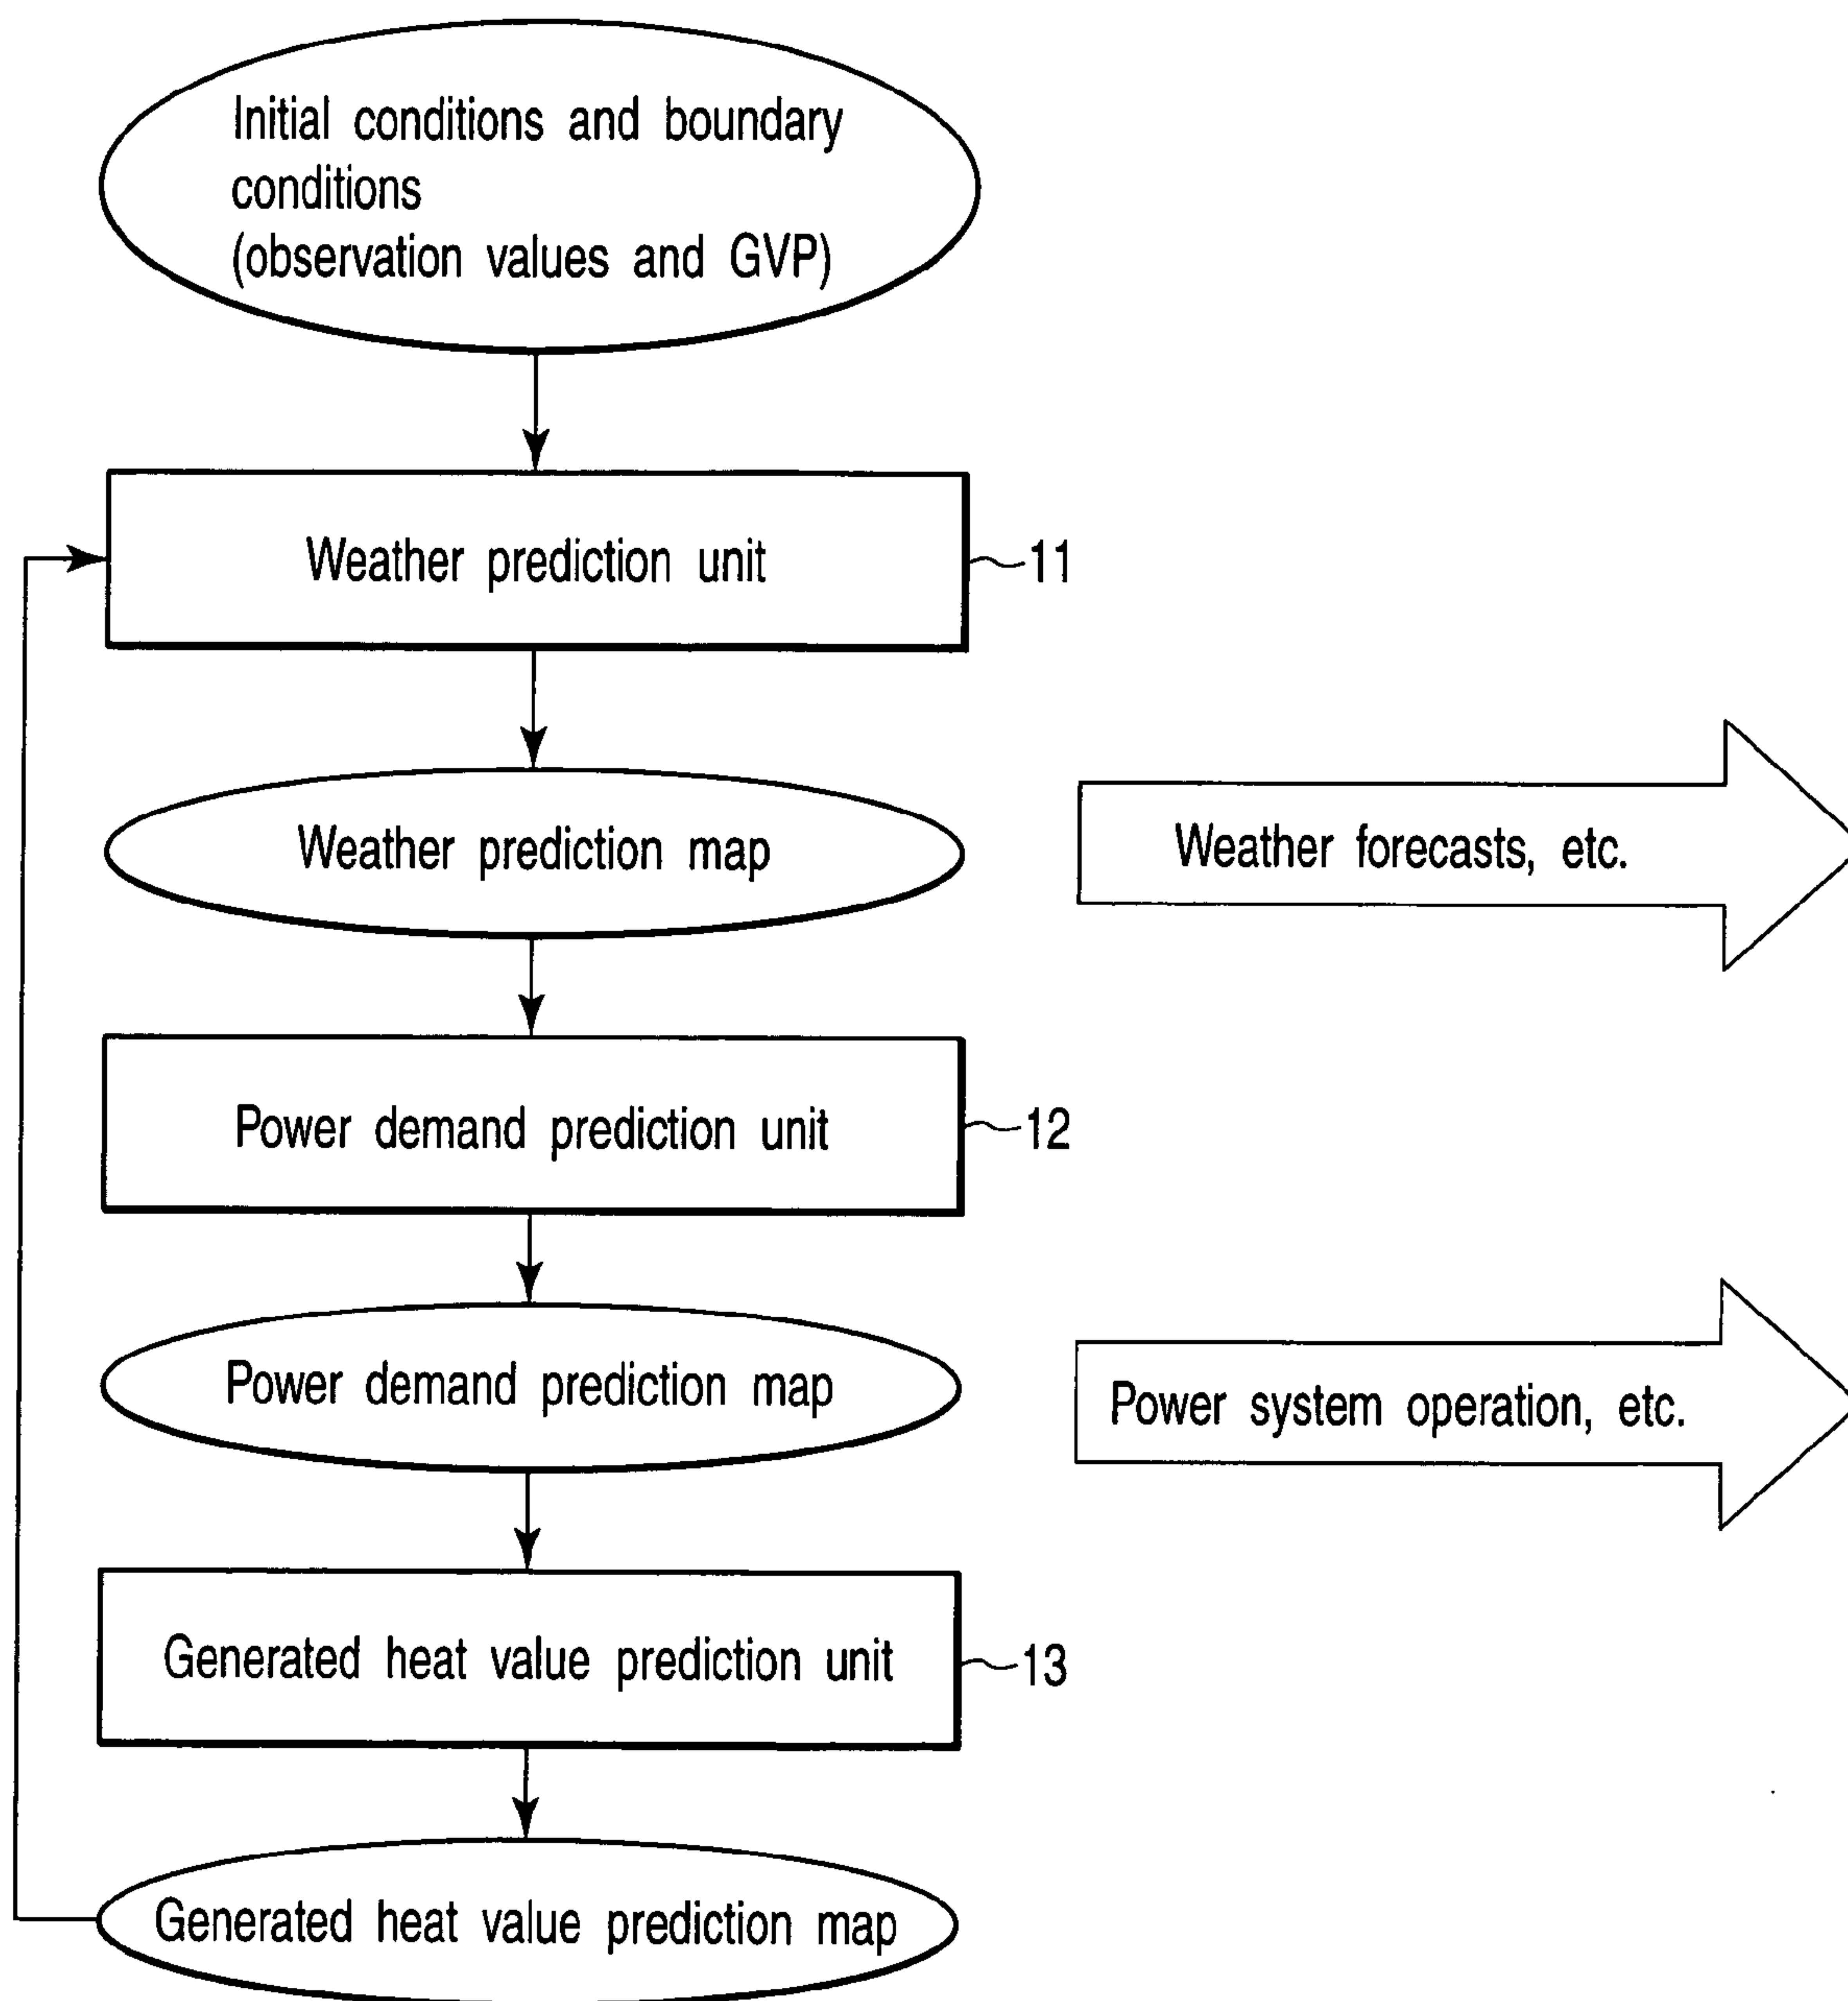 Initial conditions and boundary
conditions
(observation values and GVP)
Weather prediction unit
11
Weather prediction map
Weather forecasts, etc.
Power demand prediction unit
12
Power demand prediction map
Power system operation, etc.
Generated heat value prediction unit
13
Generated heat value prediction map